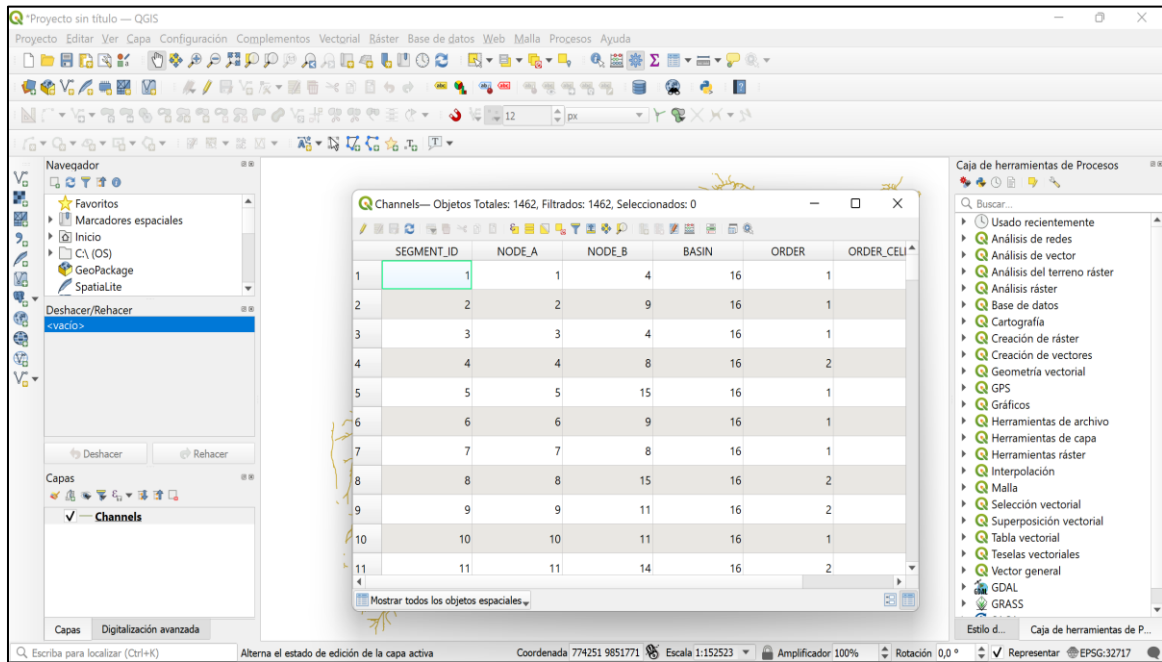 *Proyecto sin título — QGIS
Proyecto Editar Ver Capa Configuración Complementos Vectorial Ráster Base de datos Web Malla Procesos Ayuda
12 px
Navegador
Favoritos
Marcadores espaciales
Inicio
C:\ (OS)
GeoPackage
SpatiaLite
Deshacer/Rehacer
<vacío>
Deshacer Rehacer
Capas
Channels
Capas Digitalización avanzada
Channels— Objetos Totales: 1462, Filtrados: 1462, Seleccionados: 0
SEGMENT_ID NODE_A NODE_B BASIN ORDER ORDER_CELL
1 1 1 4 16 1
2 2 2 9 16 1
3 3 3 4 16 1
4 4 4 8 16 2
5 5 5 15 16 1
6 6 6 9 16 1
7 7 7 8 16 1
8 8 8 15 16 2
9 9 9 11 16 2
10 10 10 11 16 1
11 11 11 14 16 2
Mostrar todos los objetos espaciales
Caja de herramientas de Procesos
Buscar...
Usado recientemente
Análisis de redes
Análisis de vector
Análisis del terreno ráster
Análisis ráster
Base de datos
Cartografía
Creación de ráster
Creación de vectores
Geometría vectorial
GPS
Gráficos
Herramientas de archivo
Herramientas de capa
Herramientas ráster
Interpolación
Malla
Selección vectorial
Superposición vectorial
Tabla vectorial
Teselas vectoriales
Vector general
GDAL
GRASS
Estilo d... Caja de herramientas de P...
Escriba para localizar (Ctrl+K) Alterna el estado de edición de la capa activa Coordenada 774251 9851771 Escala 1:152523 Amplificador 100% Rotación 0,0 ° Representar EPSG:32717